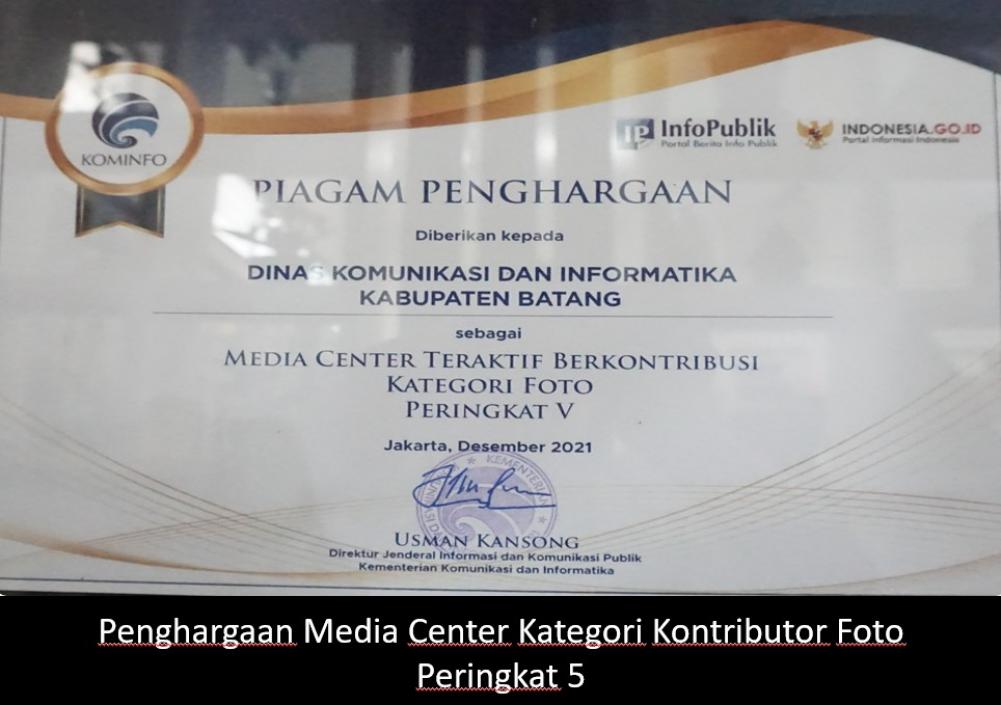 KOMINFO
IP InfoPublik
Portal Berita Info Publik
INDONESIA.GO.ID
Portal Informasi Indonesia
PIAGAM PENGHARGAAN
Diberikan kepada
DINAS KOMUNIKASI DAN INFORMATIKA
KABUPATEN BATANG
sebagai
MEDIA CENTER TERAKTIF BERKONTRIBUSI
KATEGORI FOTO
PERINGKAT V
Jakarta, Desember 2021
KEMENTERIAN
USMAN KANSONG
Direktur Jenderal Informasi dan Komunikasi Publik
Kementerian Komunikasi dan Informatika
Penghargaan Media Center Kategori Kontributor Foto
Peringkat 5